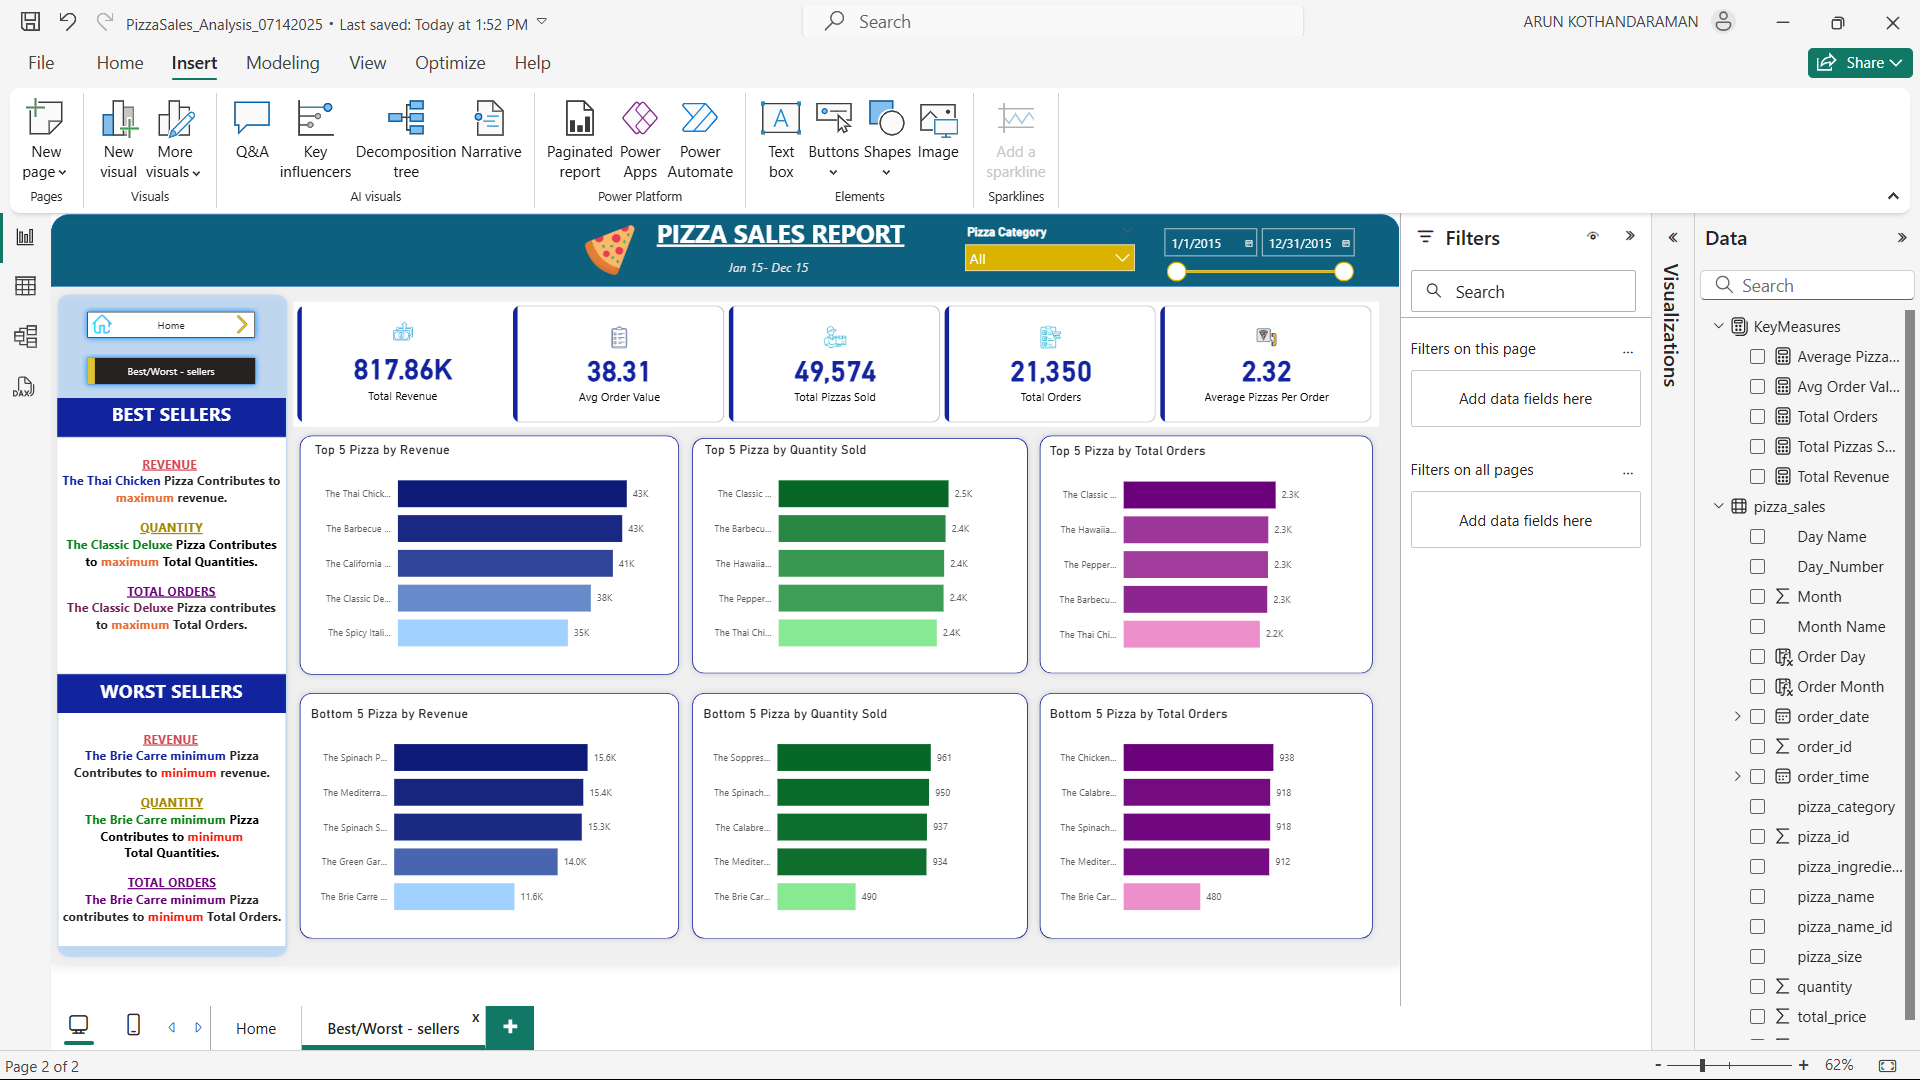 PizzaSales_Analysis_07142025 • Last saved: Today at 1:52 PM
Search
ARUN KOTHANDARAMAN
File
Home
Insert
Modeling
View
Optimize
Help
Share
New page
New visual
More visuals
Q&A
Key influencers
Decomposition tree
Narrative
Paginated report
Power Apps
Power Automate
Text box
Buttons
Shapes
Image
Add a sparkline
Pages
Visuals
AI visuals
Power Platform
Elements
Sparklines
PIZZA SALES REPORT
Jan 15- Dec 15
Pizza Category
All
1/1/2015
12/31/2015
Home
Best/Worst - sellers
BEST SELLERS
REVENUE
The Thai Chicken Pizza Contributes to
maximum revenue.
QUANTITY
The Classic Deluxe Pizza Contributes
to maximum Total Quantities.
TOTAL ORDERS
The Classic Deluxe Pizza contributes
to maximum Total Orders.
WORST SELLERS
REVENUE
The Brie Carre minimum Pizza
Contributes to minimum revenue.
QUANTITY
The Brie Carre minimum Pizza
Contributes to minimum
Total Quantities.
TOTAL ORDERS
The Brie Carre minimum Pizza
contributes to minimum Total Orders.
817.86K
Total Revenue
38.31
Avg Order Value
49,574
Total Pizzas Sold
21,350
Total Orders
2.32
Average Pizzas Per Order
Top 5 Pizza by Revenue
The Thai Chick... 43K
The Barbecue ... 43K
The California ... 41K
The Classic De... 38K
The Spicy Itali... 35K
Top 5 Pizza by Quantity Sold
The Classic ... 2.5K
The Barbecu... 2.4K
The Hawaiia... 2.4K
The Pepper... 2.4K
The Thai Chi... 2.4K
Top 5 Pizza by Total Orders
The Classic ... 2.3K
The Hawaiia... 2.3K
The Pepper... 2.3K
The Barbecu... 2.3K
The Thai Chi... 2.2K
Bottom 5 Pizza by Revenue
The Spinach P... 15.6K
The Mediterra... 15.4K
The Spinach S... 15.3K
The Green Gar... 14.0K
The Brie Carre ... 11.6K
Bottom 5 Pizza by Quantity Sold
The Soppres... 961
The Spinach... 950
The Calabre... 937
The Mediter... 934
The Brie Car... 490
Bottom 5 Pizza by Total Orders
The Chicken... 938
The Calabre... 918
The Spinach... 918
The Mediter... 912
The Brie Car... 480
Filters
Search
Filters on this page ...
Add data fields here
Filters on all pages ...
Add data fields here
Visualizations
Data
Search
KeyMeasures
Average Pizza...
Avg Order Val...
Total Orders
Total Pizzas S...
Total Revenue
pizza_sales
Day Name
Day_Number
Month
Month Name
Order Day
Order Month
order_date
order_id
order_time
pizza_category
pizza_id
pizza_ingredie...
pizza_name
pizza_name_id
pizza_size
quantity
total_price
DAX
Home
Best/Worst - sellers
x
+
Page 2 of 2
- + 62%